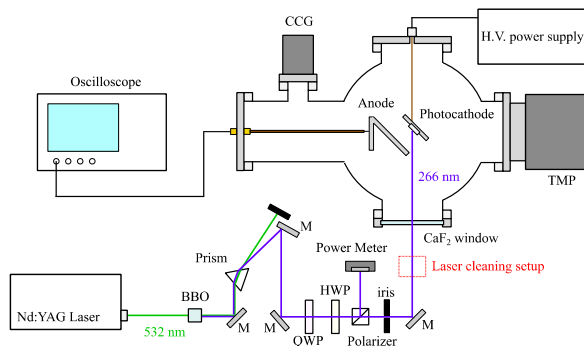 CCG
H.V. power supply
Oscilloscope
Anode
Photocathode
266 nm
TMP
CaF₂ window
M
Power Meter
Prism
Laser cleaning setup
BBO
HWP
iris
Nd:YAG Laser
532 nm
M
M
QWP
Polarizer
M